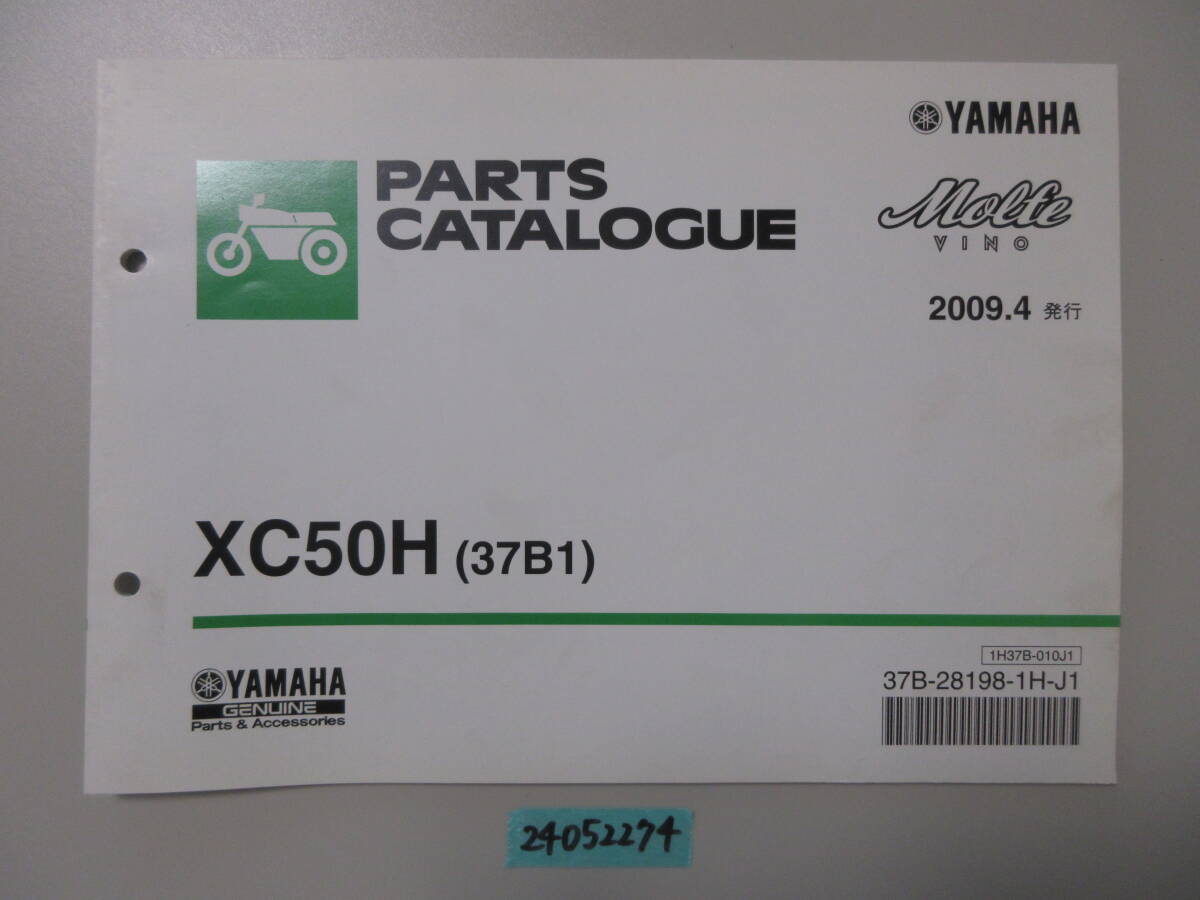 YAMAHA
PARTS
CATALOGUE
Molfe
VINO
2009.4 発行
XC50H (37B1)
YAMAHA
GENUINE
Parts & Accessories
1H37B-010J1
37B-28198-1H-J1
24052274